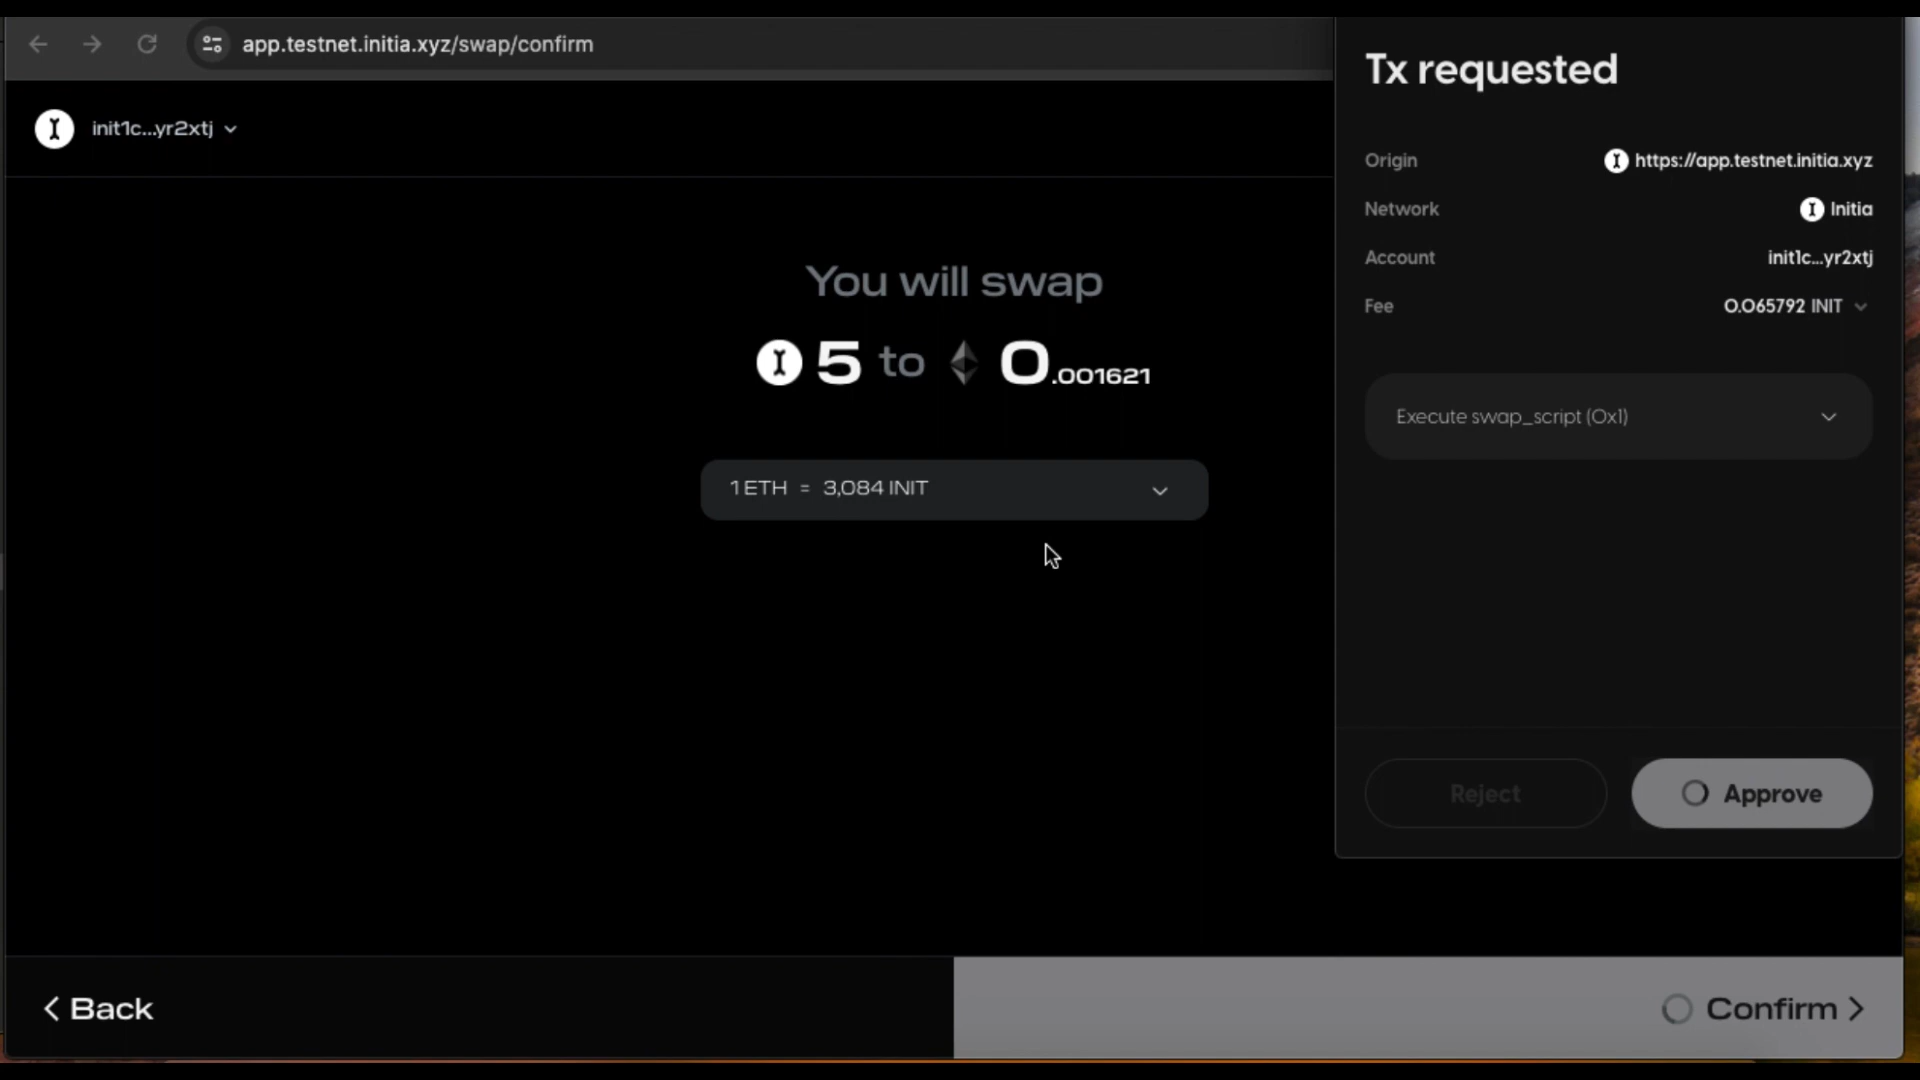 app.testnet.initia.xyz/swap/confirm
init1c...yr2xtj
You will swap
5 to 0.001621
1 ETH = 3,084 INIT
Back
Confirm
Tx requested
Origin https://app.testnet.initia.xyz
Network Initia
Account init1c...yr2xtj
Fee 0.065792 INIT
Execute swap_script (0x1)
Reject Approve